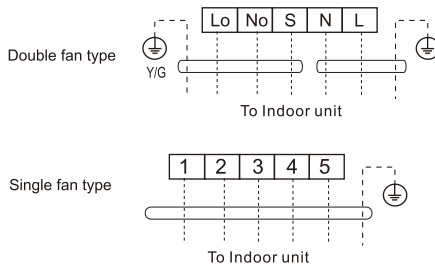 Lo No S N L
Double fan type
Y/G
To Indoor unit
1 2 3 4 5
Single fan type
To Indoor unit